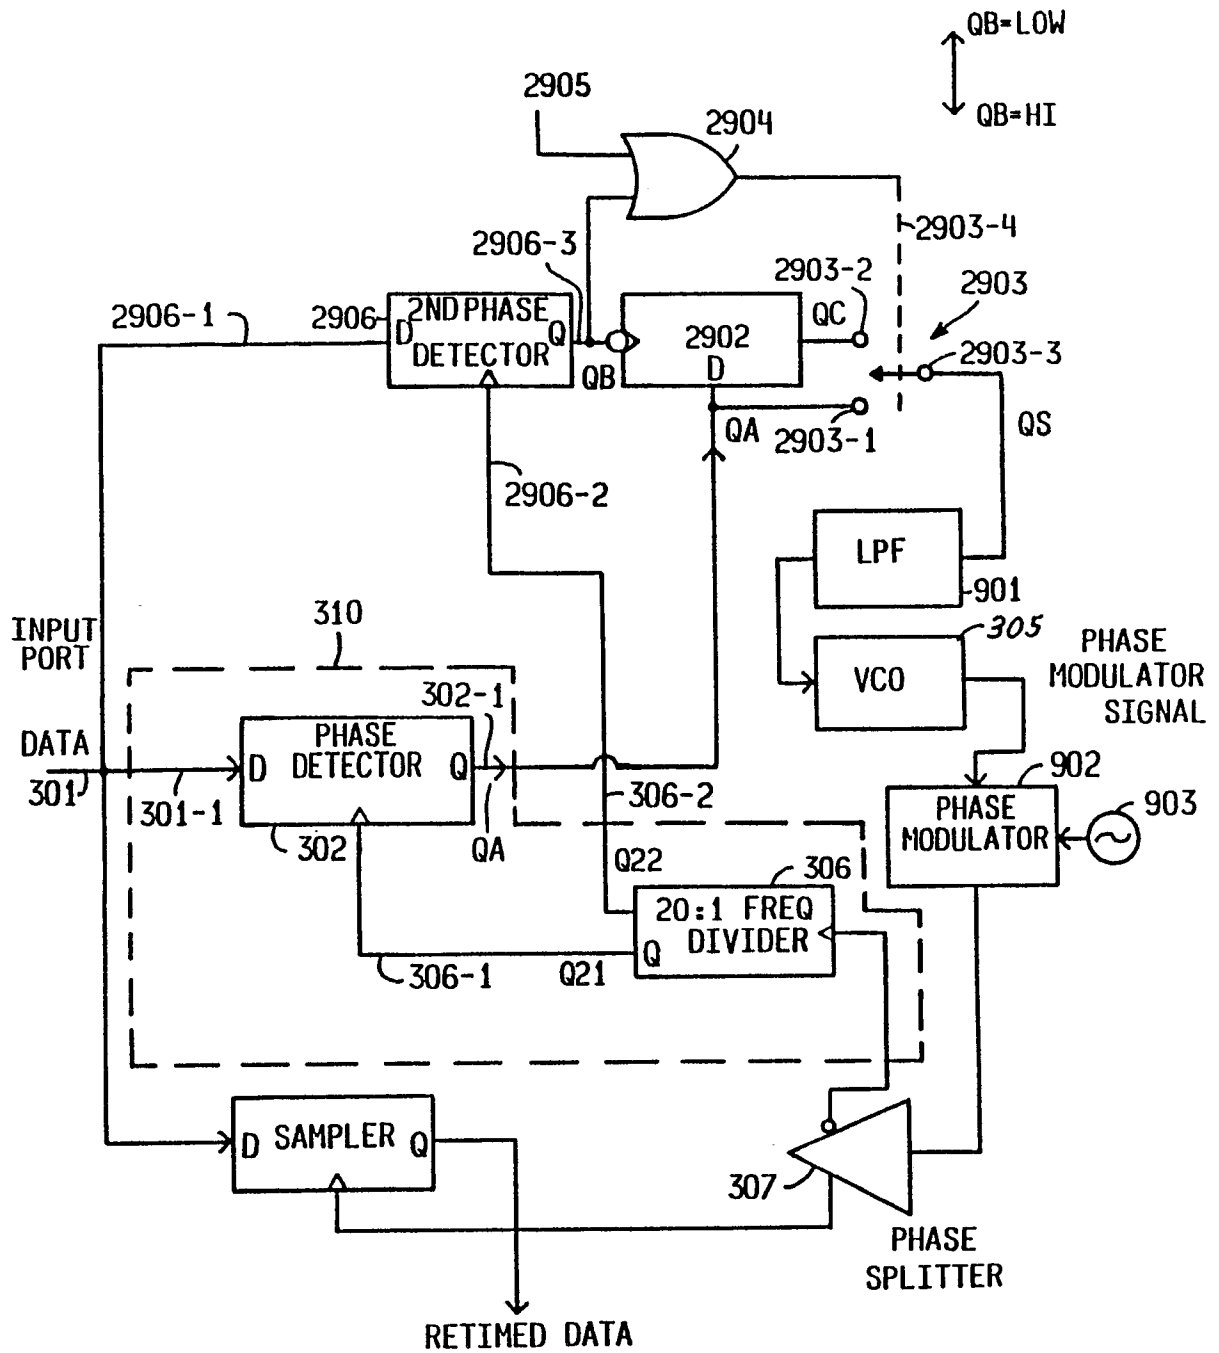 QB=LOW
QB=HI
2905
2904
2903-4
2906-3
2903-2
2903
2906-1
2906
2ND PHASE
DETECTOR
D
Q
QB
2902
D
QC
2903-3
QA
2903-1
QS
2906-2
LPF
901
310
INPUT
PORT
305
VCO
PHASE
MODULATOR
SIGNAL
302-1
DATA
301
301-1
D
PHASE
DETECTOR
Q
302
QA
306-2
902
903
PHASE
MODULATOR
Q22
306
20:1 FREQ
DIVIDER
Q
306-1
Q21
D
SAMPLER
Q
307
PHASE
SPLITTER
RETIMED DATA